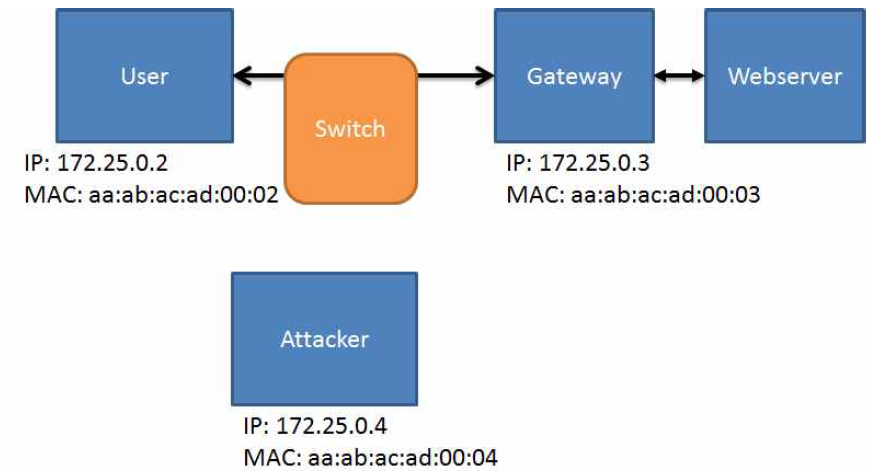 User
Switch
Gateway
Webserver
IP: 172.25.0.2
MAC: aa:ab:ac:ad:00:02
IP: 172.25.0.3
MAC: aa:ab:ac:ad:00:03
Attacker
IP: 172.25.0.4
MAC: aa:ab:ac:ad:00:04